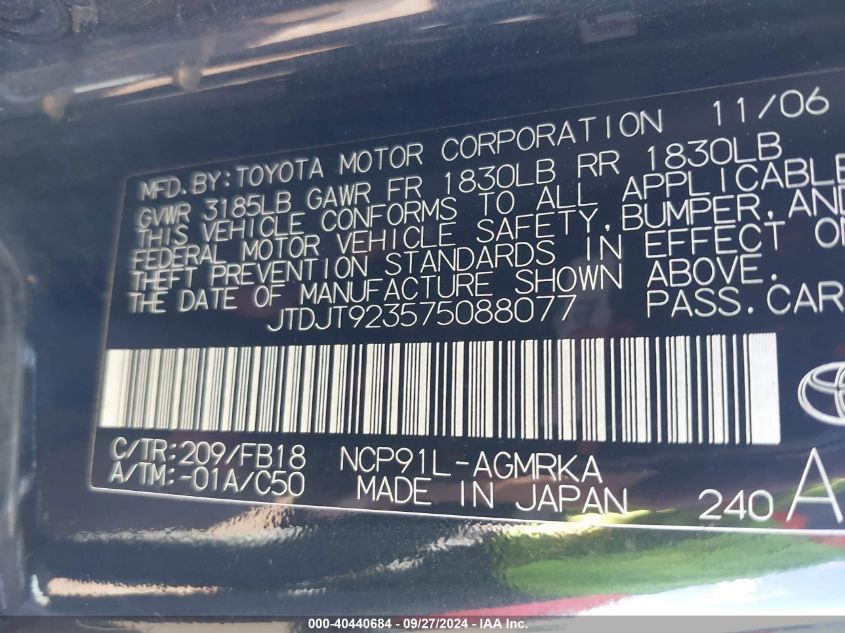 MFD. BY: TOYOTA MOTOR CORPORATION 11/06
GVWR 3185LB GAWR FR 1830LB RR 1830LB
THIS VEHICLE CONFORMS TO ALL APPLICABLE
FEDERAL MOTOR VEHICLE SAFETY, BUMPER, AND
THEFT PREVENTION STANDARDS IN EFFECT ON
THE DATE OF MANUFACTURE SHOWN ABOVE.
JTDJT923575088077 PASS. CAR
C/TR: 209/FB18 NCP91L-AGMRKA
A/TM: -01A/C50 MADE IN JAPAN 240 A
000-40440684 - 09/27/2024 - IAA Inc.